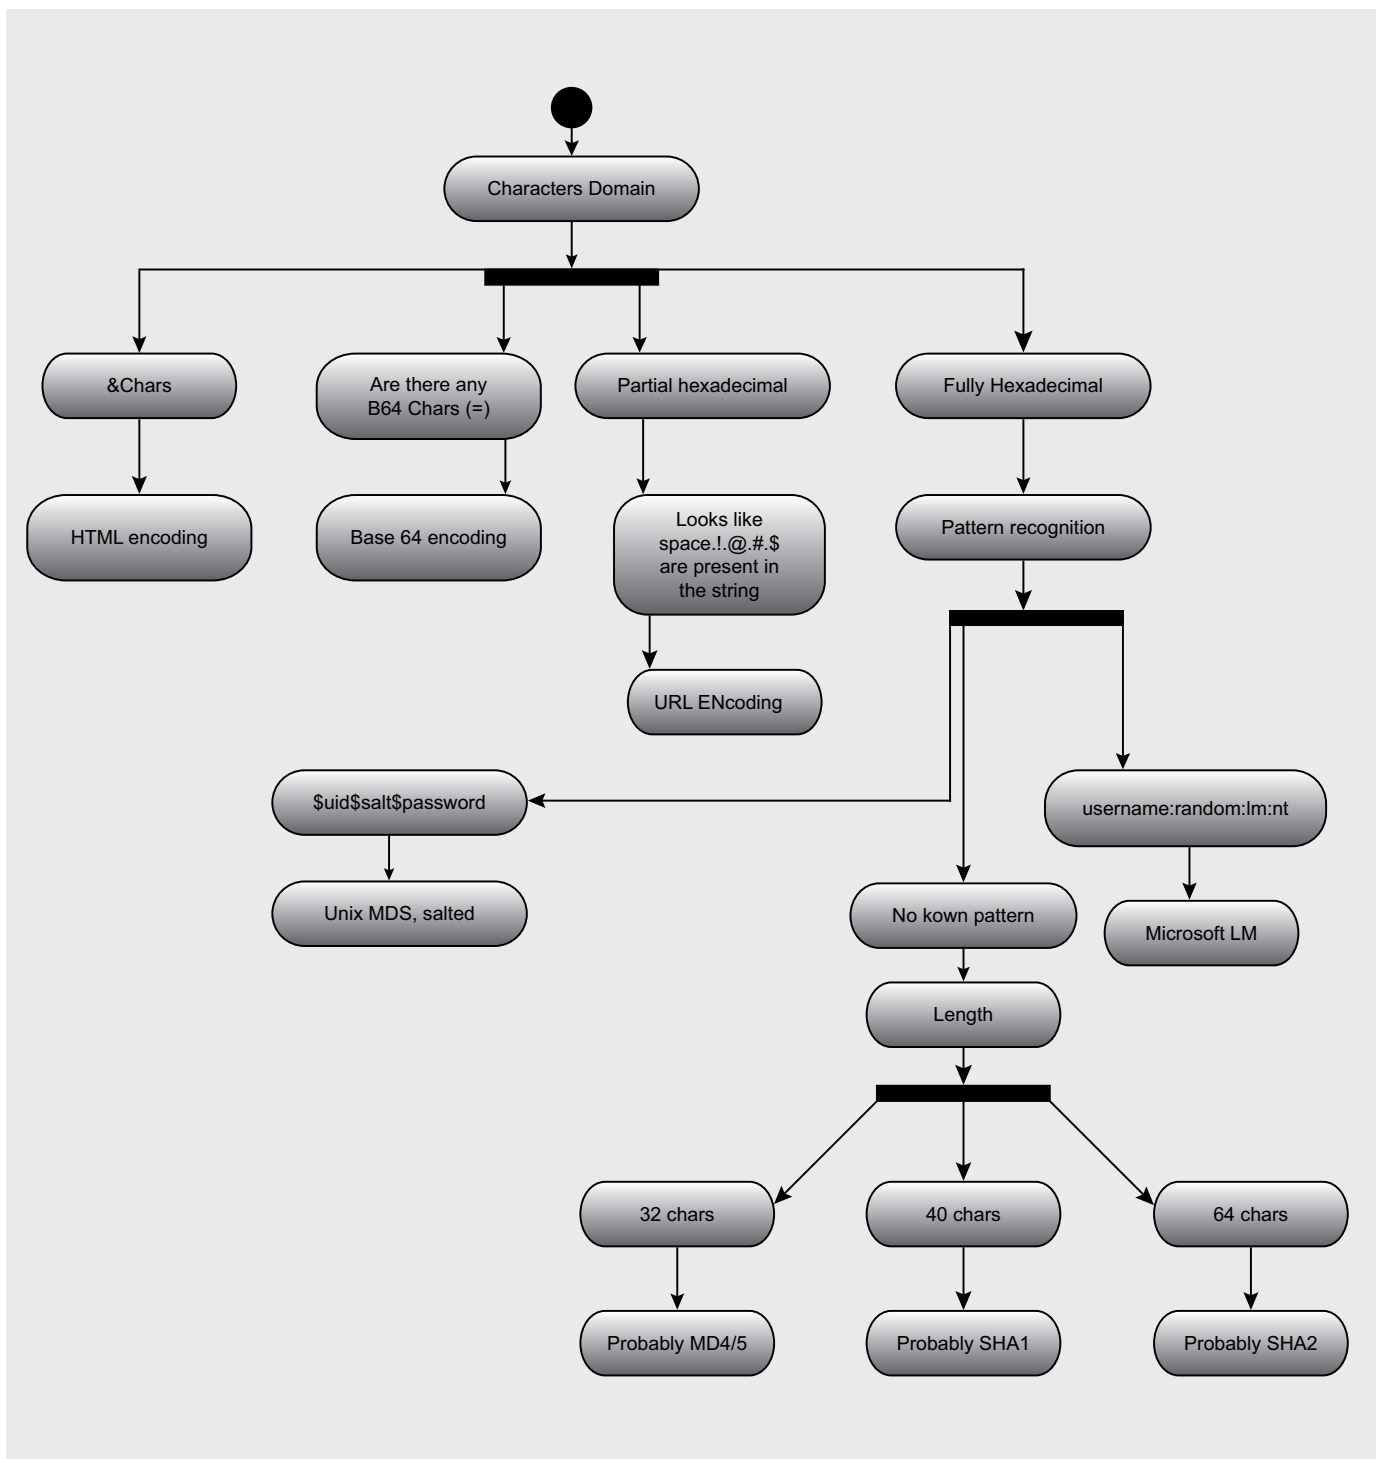 Characters Domain
&Chars
Are there any
B64 Chars (=)
Partial hexadecimal
Fully Hexadecimal
HTML encoding
Base 64 encoding
Looks like
space.!.@.#.$
are present in
the string
Pattern recognition
URL ENcoding
$uid$salt$password
username:random:lm:nt
Unix MDS, salted
No kown pattern
Microsoft LM
Length
32 chars
40 chars
64 chars
Probably MD4/5
Probably SHA1
Probably SHA2